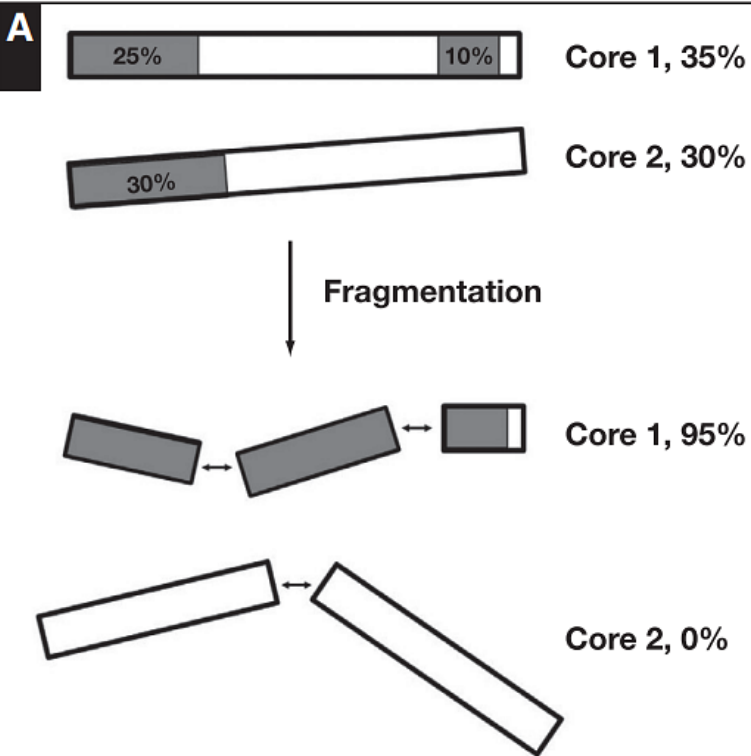 A
25%
10%
Core 1, 35%
30%
Core 2, 30%
Fragmentation
Core 1, 95%
Core 2, 0%